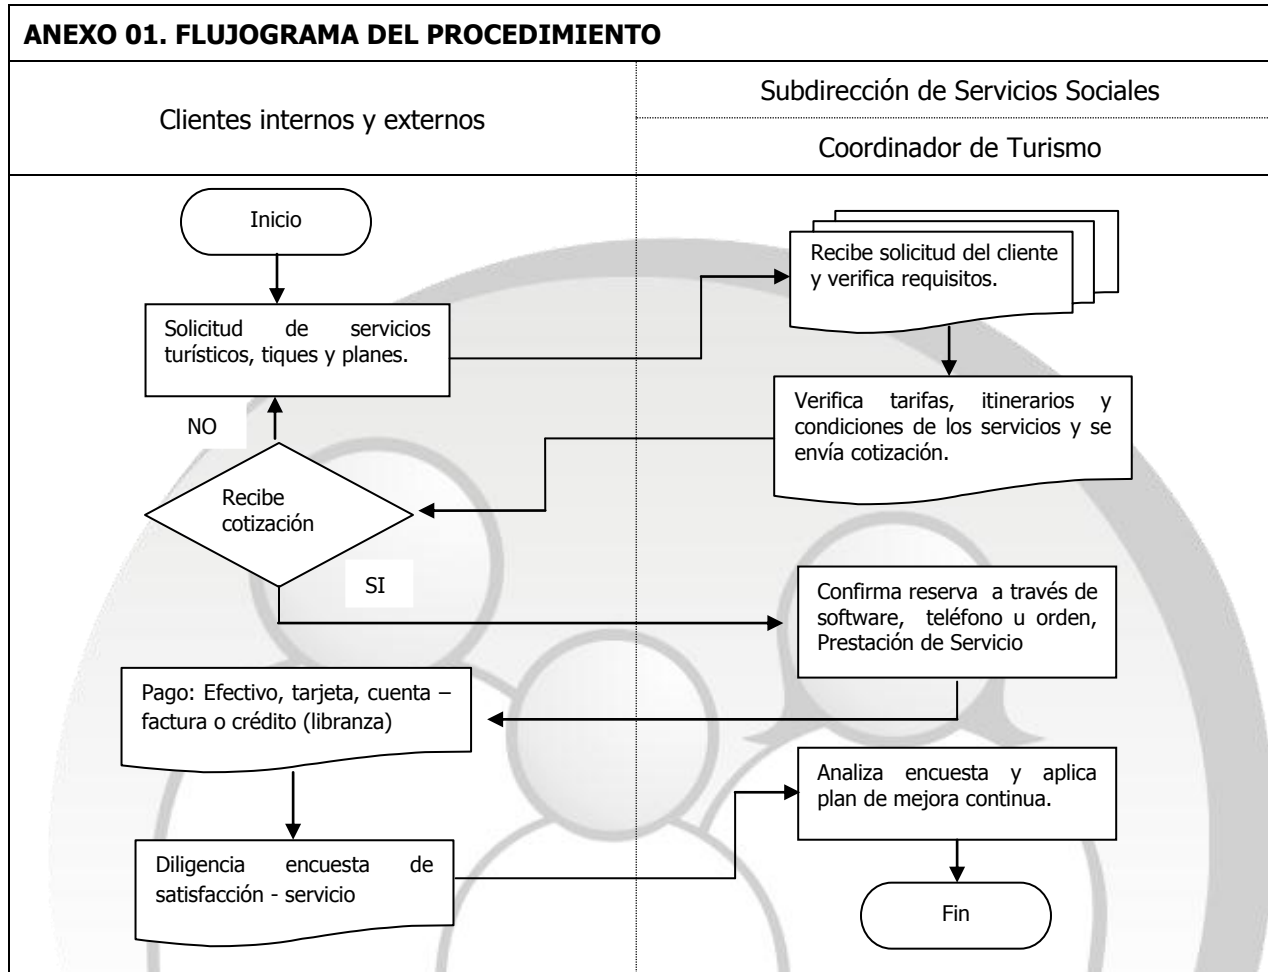 ANEXO 01. FLUJOGRAMA DEL PROCEDIMIENTO
Clientes internos y externos
Subdirección de Servicios Sociales
Coordinador de Turismo
Inicio
Recibe solicitud del cliente
y verifica requisitos.
Solicitud de servicios
turísticos, tiques y planes.
Verifica tarifas, itinerarios y
condiciones de los servicios y se
envía cotización.
NO
Recibe
cotización
SI
Confirma reserva a través de
software, teléfono u orden,
Prestación de Servicio
Pago: Efectivo, tarjeta, cuenta –
factura o crédito (libranza)
Analiza encuesta y aplica
plan de mejora continua.
Diligencia encuesta de
satisfacción - servicio
Fin